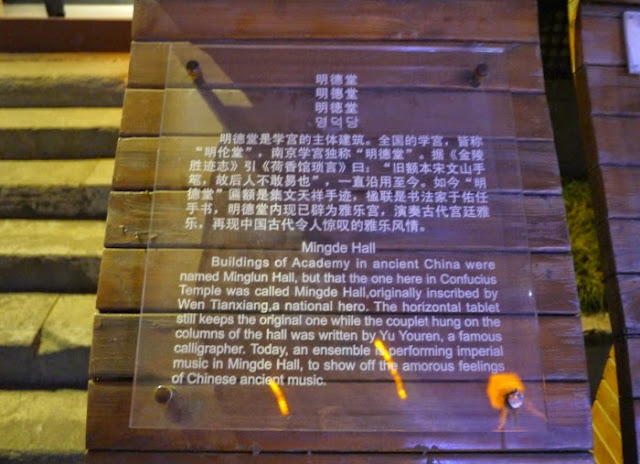 明德堂
明德堂
明德堂
명덕당
明德堂是学宫的主体建筑。全国的学宫，皆称
“明伦堂”，南京学宫独称“明德堂”。据《金陵
胜迹志》引《荷香馆琐言》曰：“旧额本宋文山手
笔，故后人不敢易也”，一直沿用至今。如今“明
德堂”匾额是集文天祥手迹，楹联是书法家于佑任
手书，明德堂内现已辟为雅乐宫，演奏古代宫廷雅
乐，再现中国古代令人惊叹的雅乐风情。
Mingde Hall
Buildings of Academy in ancient China were
named Minglun Hall, but that the one here in Confucius
Temple was called Mingde Hall,originally inscribed by
Wen Tianxiang,a national hero. The horizontal tablet
still keeps the original one while the couplet hung on the
columns of the hall was written by Yu Youren, a famous
calligrapher. Today, an ensemble is performing imperial
music in Mingde Hall, to show off the amorous feelings
of Chinese ancient music.